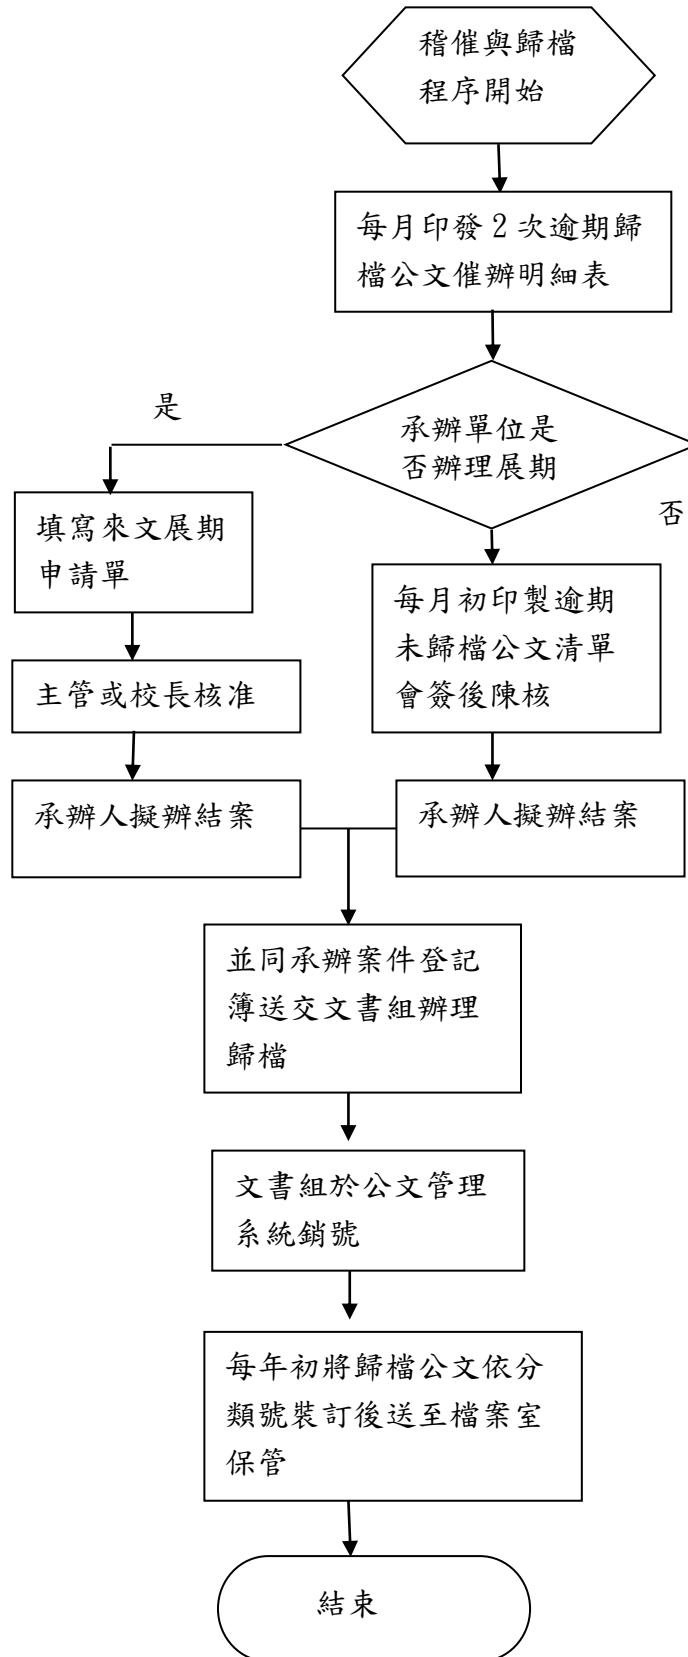 稽催與歸檔
程序開始
每月印發 2 次逾期歸
檔公文催辦明細表
是
承辦單位是
否辦理展期
否
填寫來文展期
申請單
每月初印製逾期
未歸檔公文清單
會簽後陳核
主管或校長核准
承辦人擬辦結案
承辦人擬辦結案
並同承辦案件登記
簿送交文書組辦理
歸檔
文書組於公文管理
系統銷號
每年初將歸檔公文依分
類號裝訂後送至檔案室
保管
結束